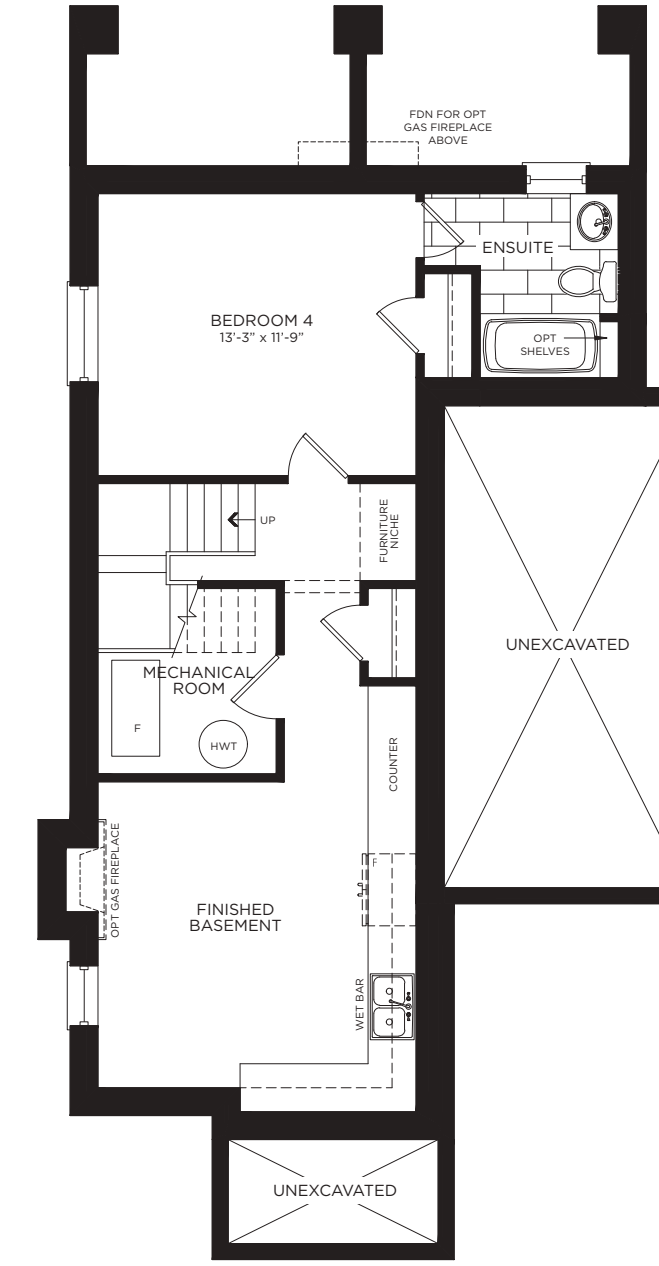 FDN FOR OPT
GAS FIREPLACE
ABOVE
ENSUITE
BEDROOM 4
13'-3" x 11'-9"
OPT
SHELVES
UP
FURNITURE
NICHE
UNEXCAVATED
MECHANICAL
ROOM
F
HWT
COUNTER
OPT GAS FIREPLACE
F
FINISHED
BASEMENT
WET BAR
UNEXCAVATED